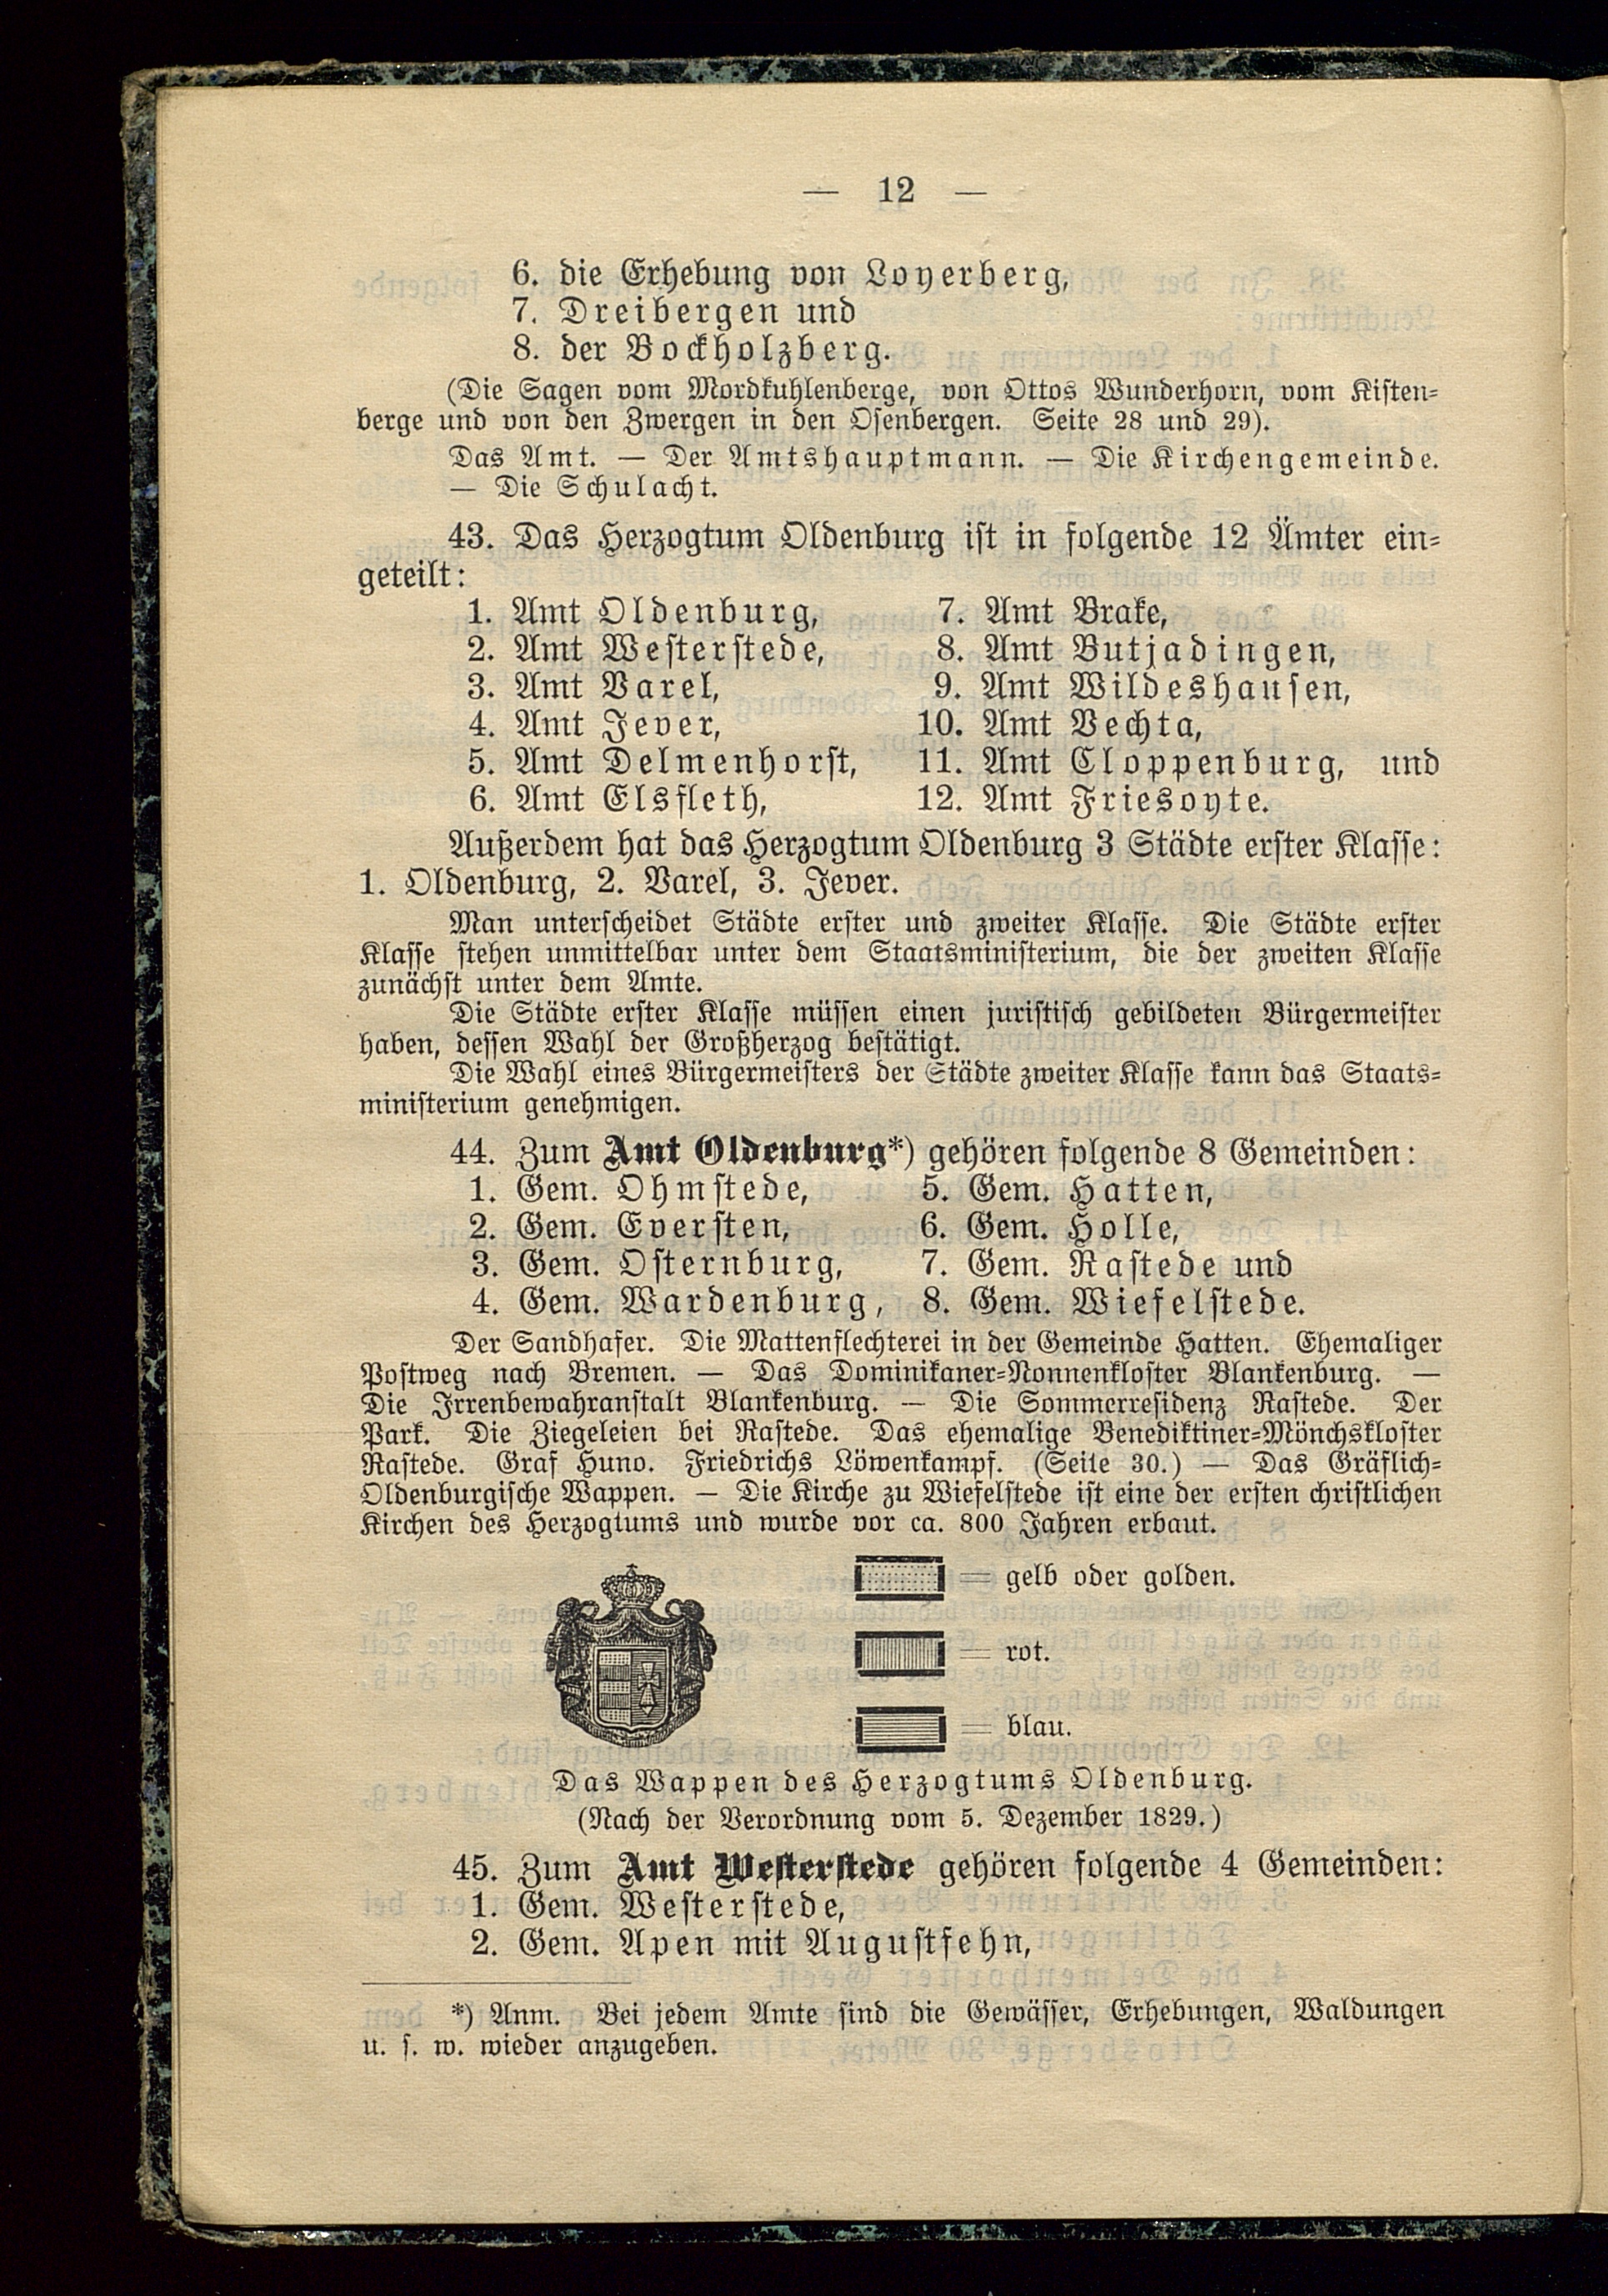 — 12 —
6. die Erhebung von Loyerberg,
7. Dreibergen und
8. der Bockholzberg.
(Die Sagen vom Mordkuhlenberge, von Ottos Wunderhorn, vom Kisten-
berge und von den Zwergen in den Osenbergen. Seite 28 und 29).
Das Amt. — Der Amtshauptmann. — Die Kirchengemeinde.
— Die Schulacht.
43. Das Herzogtum Oldenburg ist in folgende 12 Ämter ein-
geteilt:
1. Amt Oldenburg, 7. Amt Brake,
2. Amt Westerstede, 8. Amt Butjadingen,
3. Amt Varel, 9. Amt Wildeshausen,
4. Amt Jever, 10. Amt Vechta,
5. Amt Delmenhorst, 11. Amt Cloppenburg, und
6. Amt Elsfleth, 12. Amt Friesoyte.
Außerdem hat das Herzogtum Oldenburg 3 Städte erster Klasse:
1. Oldenburg, 2. Varel, 3. Jever.
Man unterscheidet Städte erster und zweiter Klasse. Die Städte erster
Klasse stehen unmittelbar unter dem Staatsministerium, die der zweiten Klasse
zunächst unter dem Amte.
Die Städte erster Klasse müssen einen juristisch gebildeten Bürgermeister
haben, dessen Wahl der Großherzog bestätigt.
Die Wahl eines Bürgermeisters der Städte zweiter Klasse kann das Staats-
ministerium genehmigen.
44. Zum Amt Oldenburg*) gehören folgende 8 Gemeinden:
1. Gem. Ohmstede, 5. Gem. Hatten,
2. Gem. Eversten, 6. Gem. Holle,
3. Gem. Osternburg, 7. Gem. Rastede und
4. Gem. Wardenburg, 8. Gem. Wiefelstede.
Der Sandhafer. Die Mattenflechterei in der Gemeinde Hatten. Ehemaliger
Postweg nach Bremen. — Das Dominikaner-Nonnenkloster Blankenburg. —
Die Irrenbewahranstalt Blankenburg. — Die Sommerresidenz Rastede. Der
Park. Die Ziegeleien bei Rastede. Das ehemalige Benediktiner-Mönchskloster
Rastede. Graf Huno. Friedrichs Löwenkampf. (Seite 30.) — Das Gräflich-
Oldenburgische Wappen. — Die Kirche zu Wiefelstede ist eine der ersten christlichen
Kirchen des Herzogtums und wurde vor ca. 800 Jahren erbaut.
= gelb oder golden.
= rot.
= blau.
Das Wappen des Herzogtums Oldenburg.
(Nach der Verordnung vom 5. Dezember 1829.)
45. Zum Amt Westerstede gehören folgende 4 Gemeinden:
1. Gem. Westerstede,
2. Gem. Apen mit Augustfehn,
*) Anm. Bei jedem Amte sind die Gewässer, Erhebungen, Waldungen
u. s. w. wieder anzugeben.